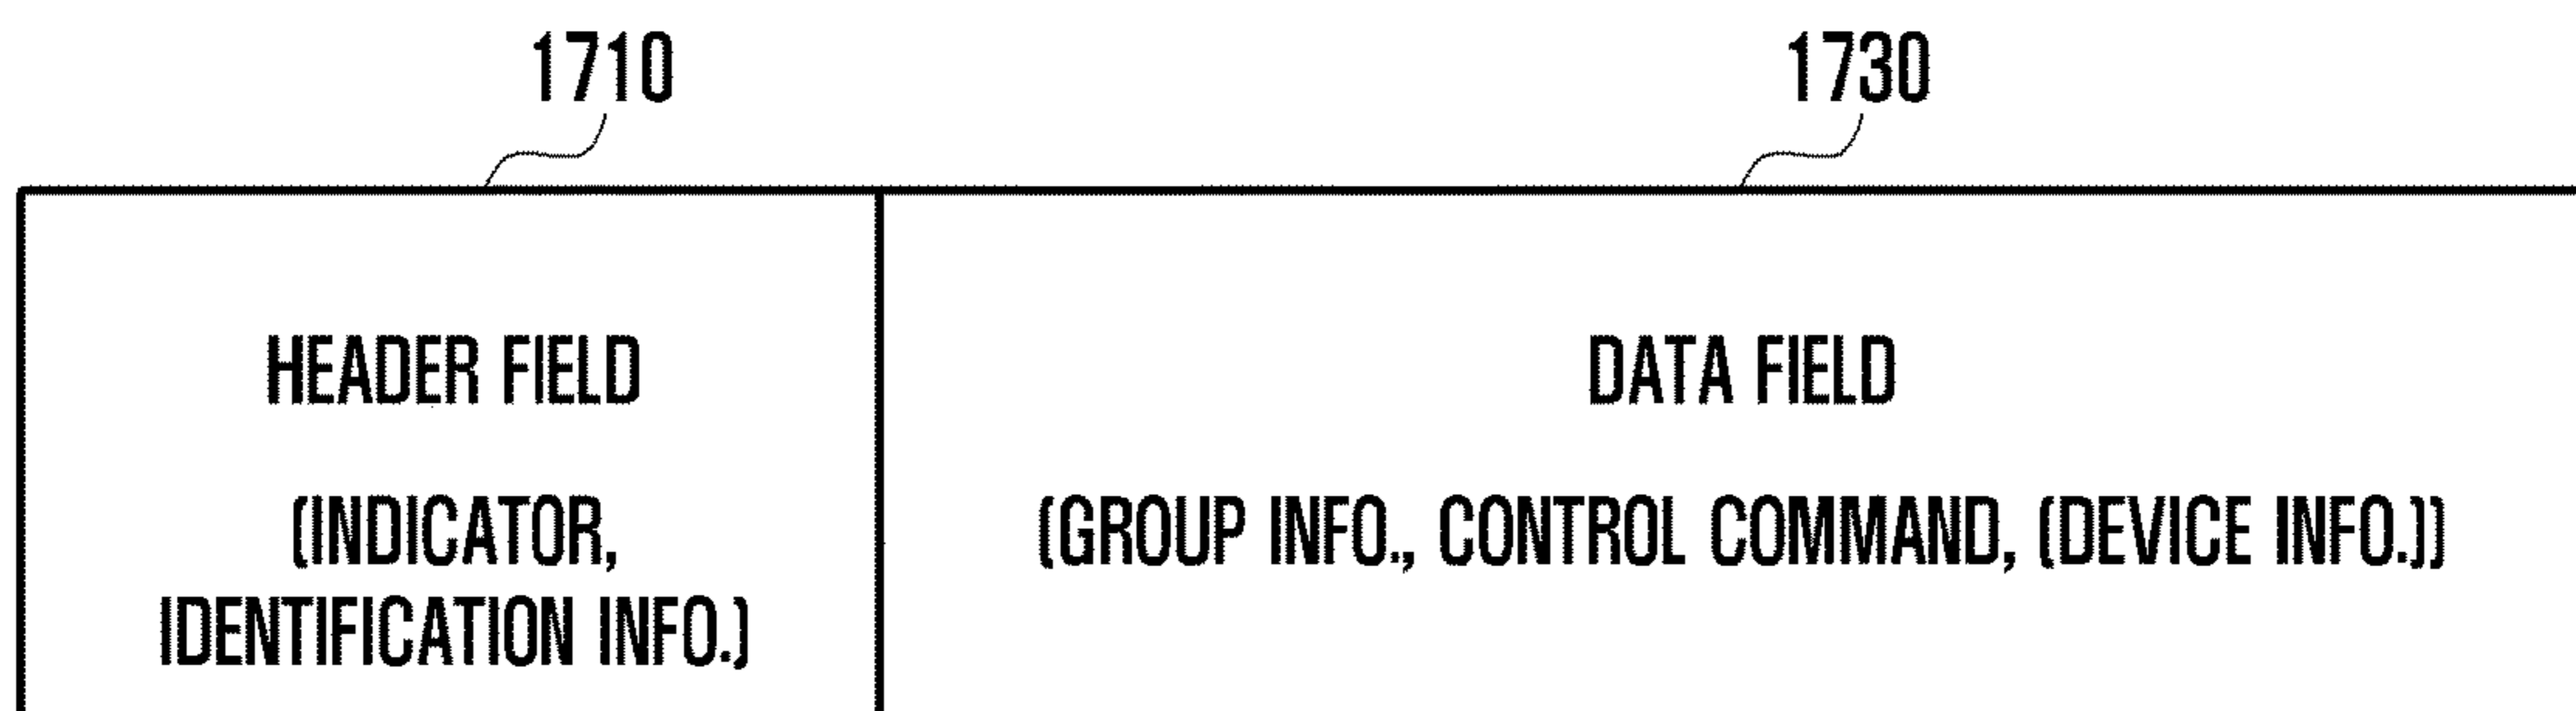 1710
1730
HEADER FIELD
(INDICATOR,
IDENTIFICATION INFO.)
DATA FIELD
(GROUP INFO., CONTROL COMMAND, (DEVICE INFO.))